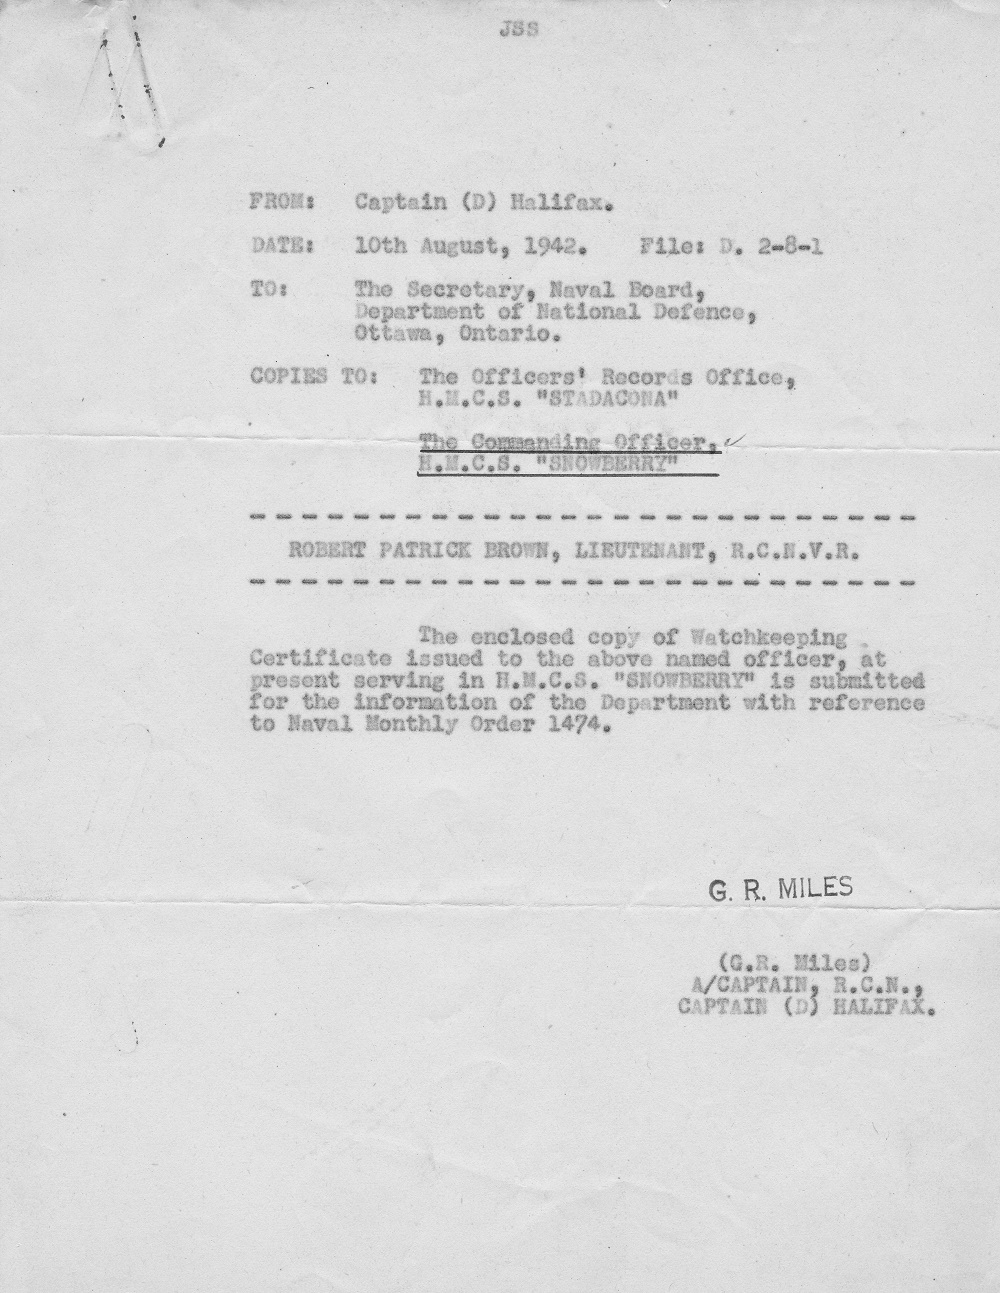 JSS
FROM: Captain (D) Halifax.
DATE: 10th August, 1942. File: D. 2-8-1
TO: The Secretary, Naval Board,
Department of National Defence,
Ottawa, Ontario.
COPIES TO: The Officers' Records Office,
H.M.C.S. "STADACONA"
The Commanding Officer,
H.M.C.S. "SNOWBERRY"
ROBERT PATRICK BROWN, LIEUTENANT, R.C.N.V.R.
The enclosed copy of Watchkeeping
Certificate issued to the above named officer, at
present serving in H.M.C.S. "SNOWBERRY" is submitted
for the information of the Department with reference
to Naval Monthly Order 1474.
G. R. MILES
(G.R. Miles)
A/CAPTAIN, R.C.N.,
CAPTAIN (D) HALIFAX.